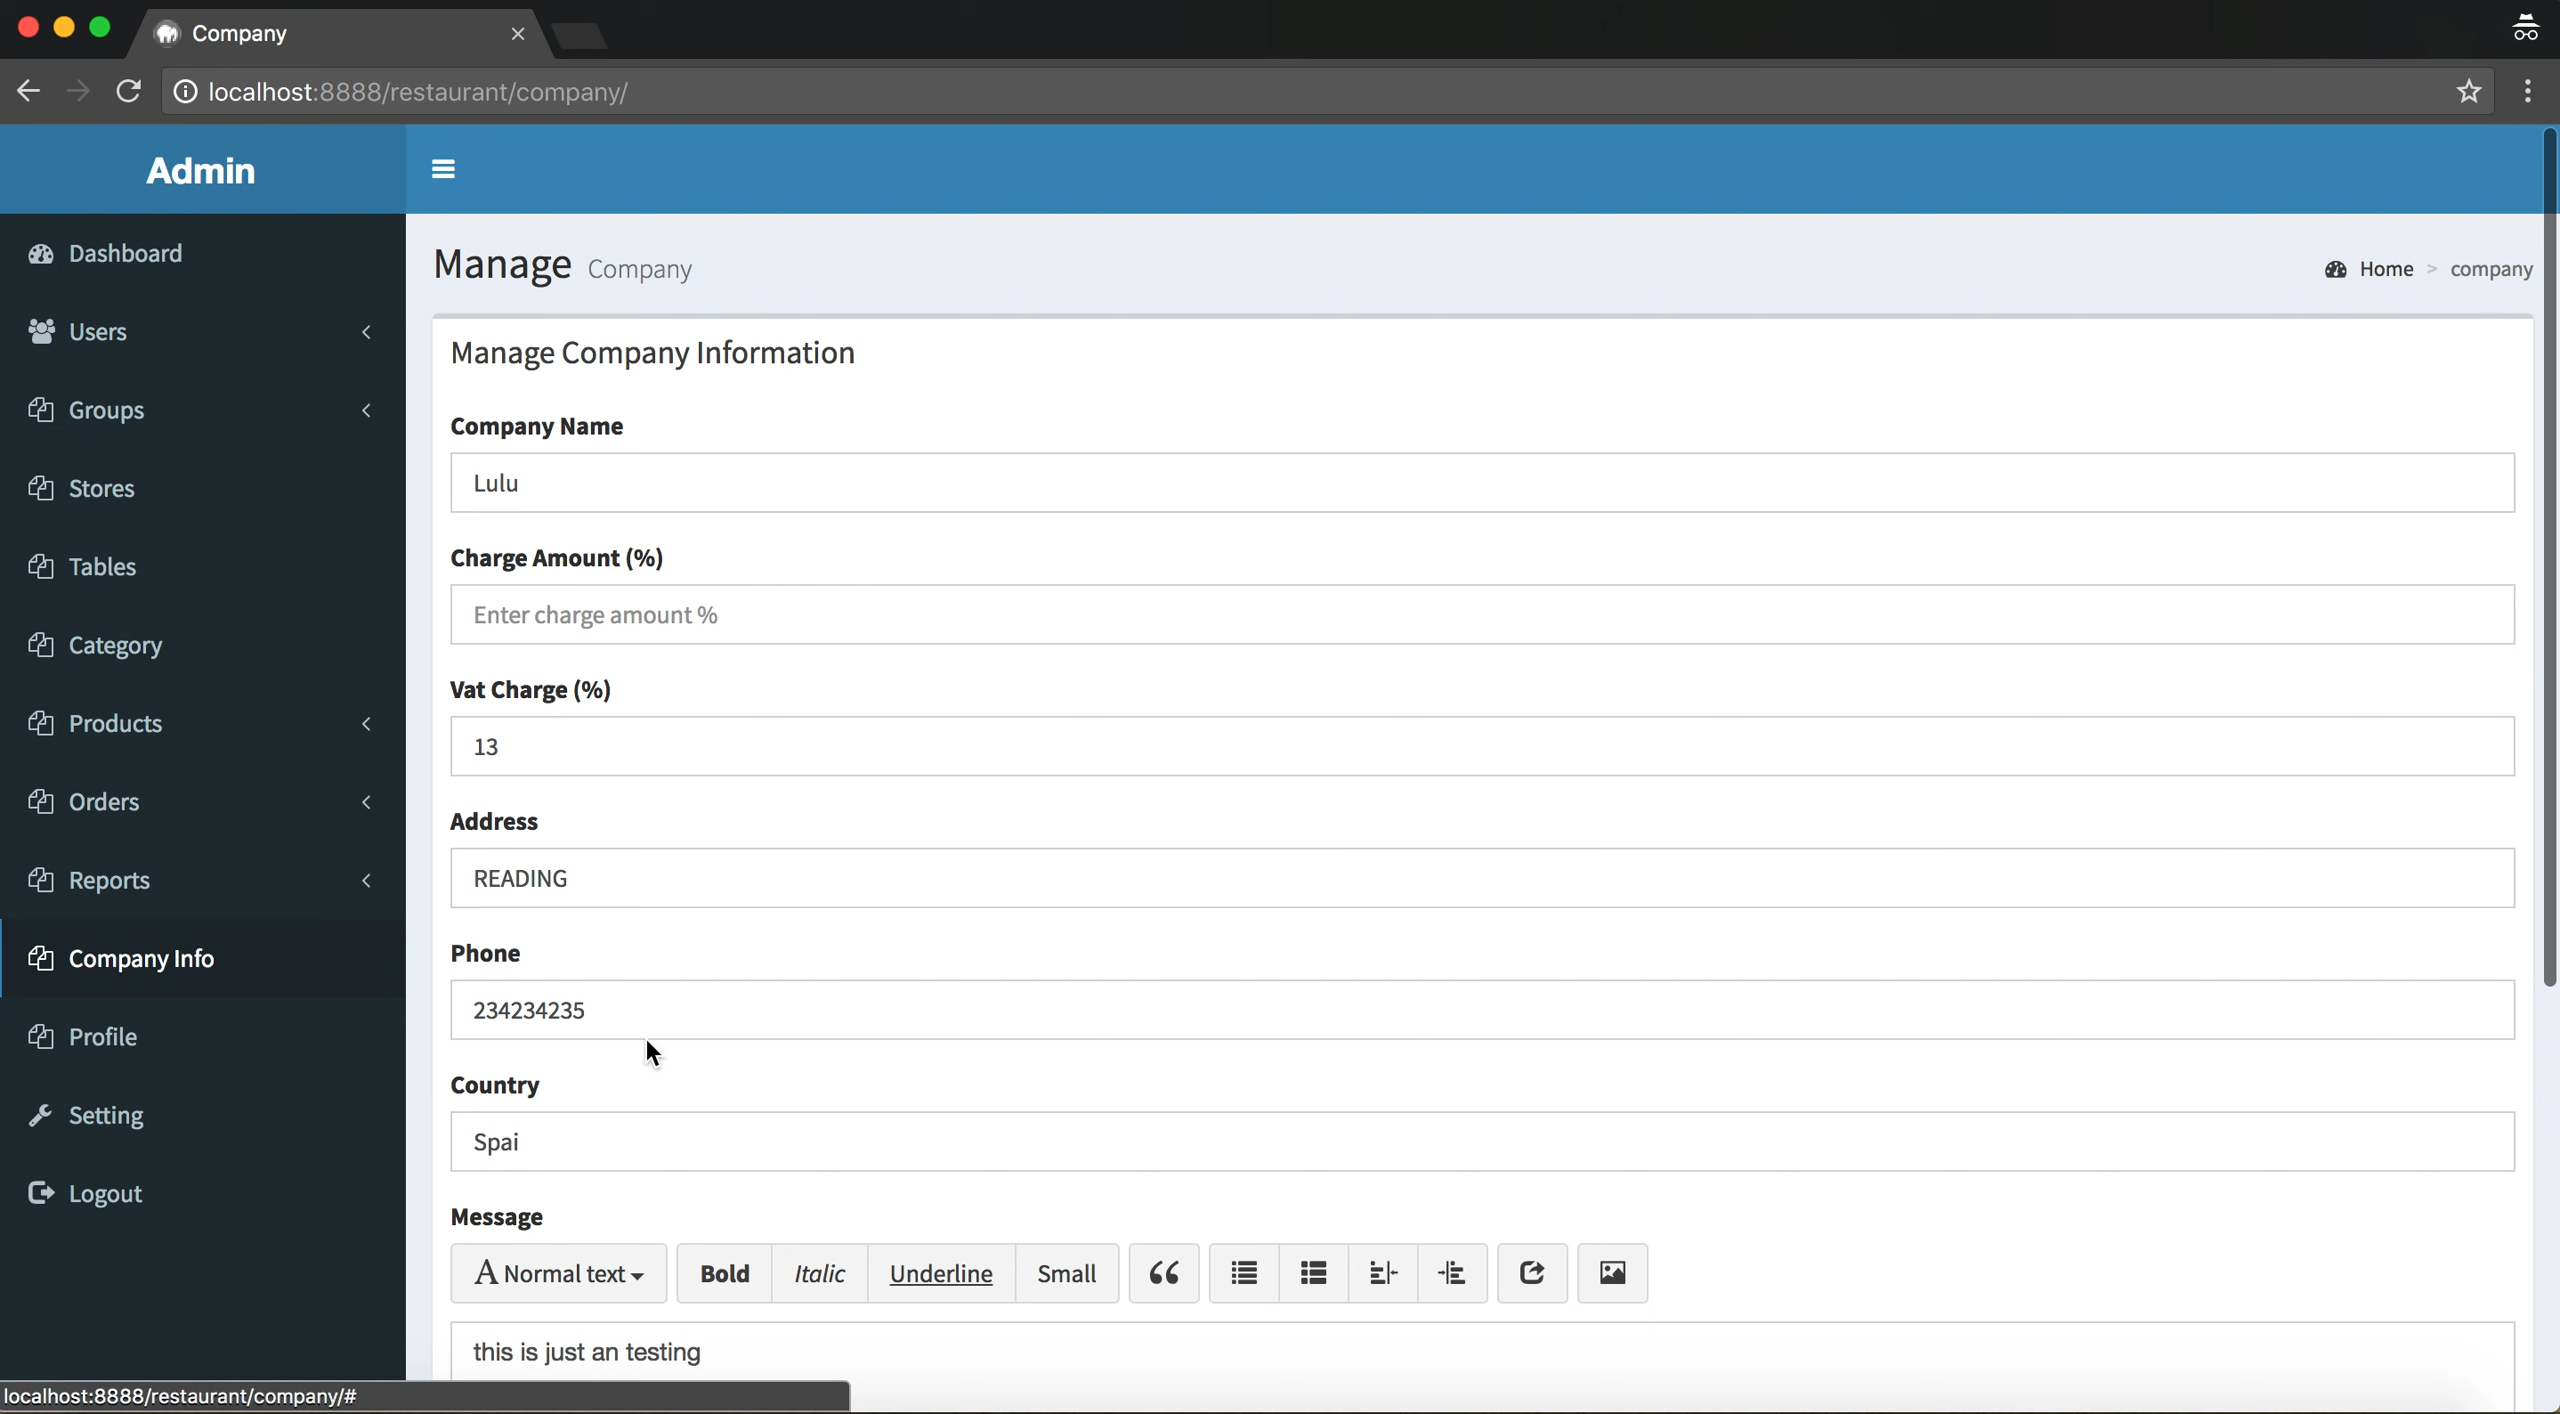 Company
localhost:8888/restaurant/company/
Admin
Dashboard
Users
Groups
Stores
Tables
Category
Products
Orders
Reports
Company Info
Profile
Setting
Logout
Manage Company
Home > company
Manage Company Information
Company Name
Lulu
Charge Amount (%)
Enter charge amount %
Vat Charge (%)
13
Address
READING
Phone
234234235
Country
Spai
Message
A Normal text Bold Italic Underline Small
this is just an testing
localhost:8888/restaurant/company/#